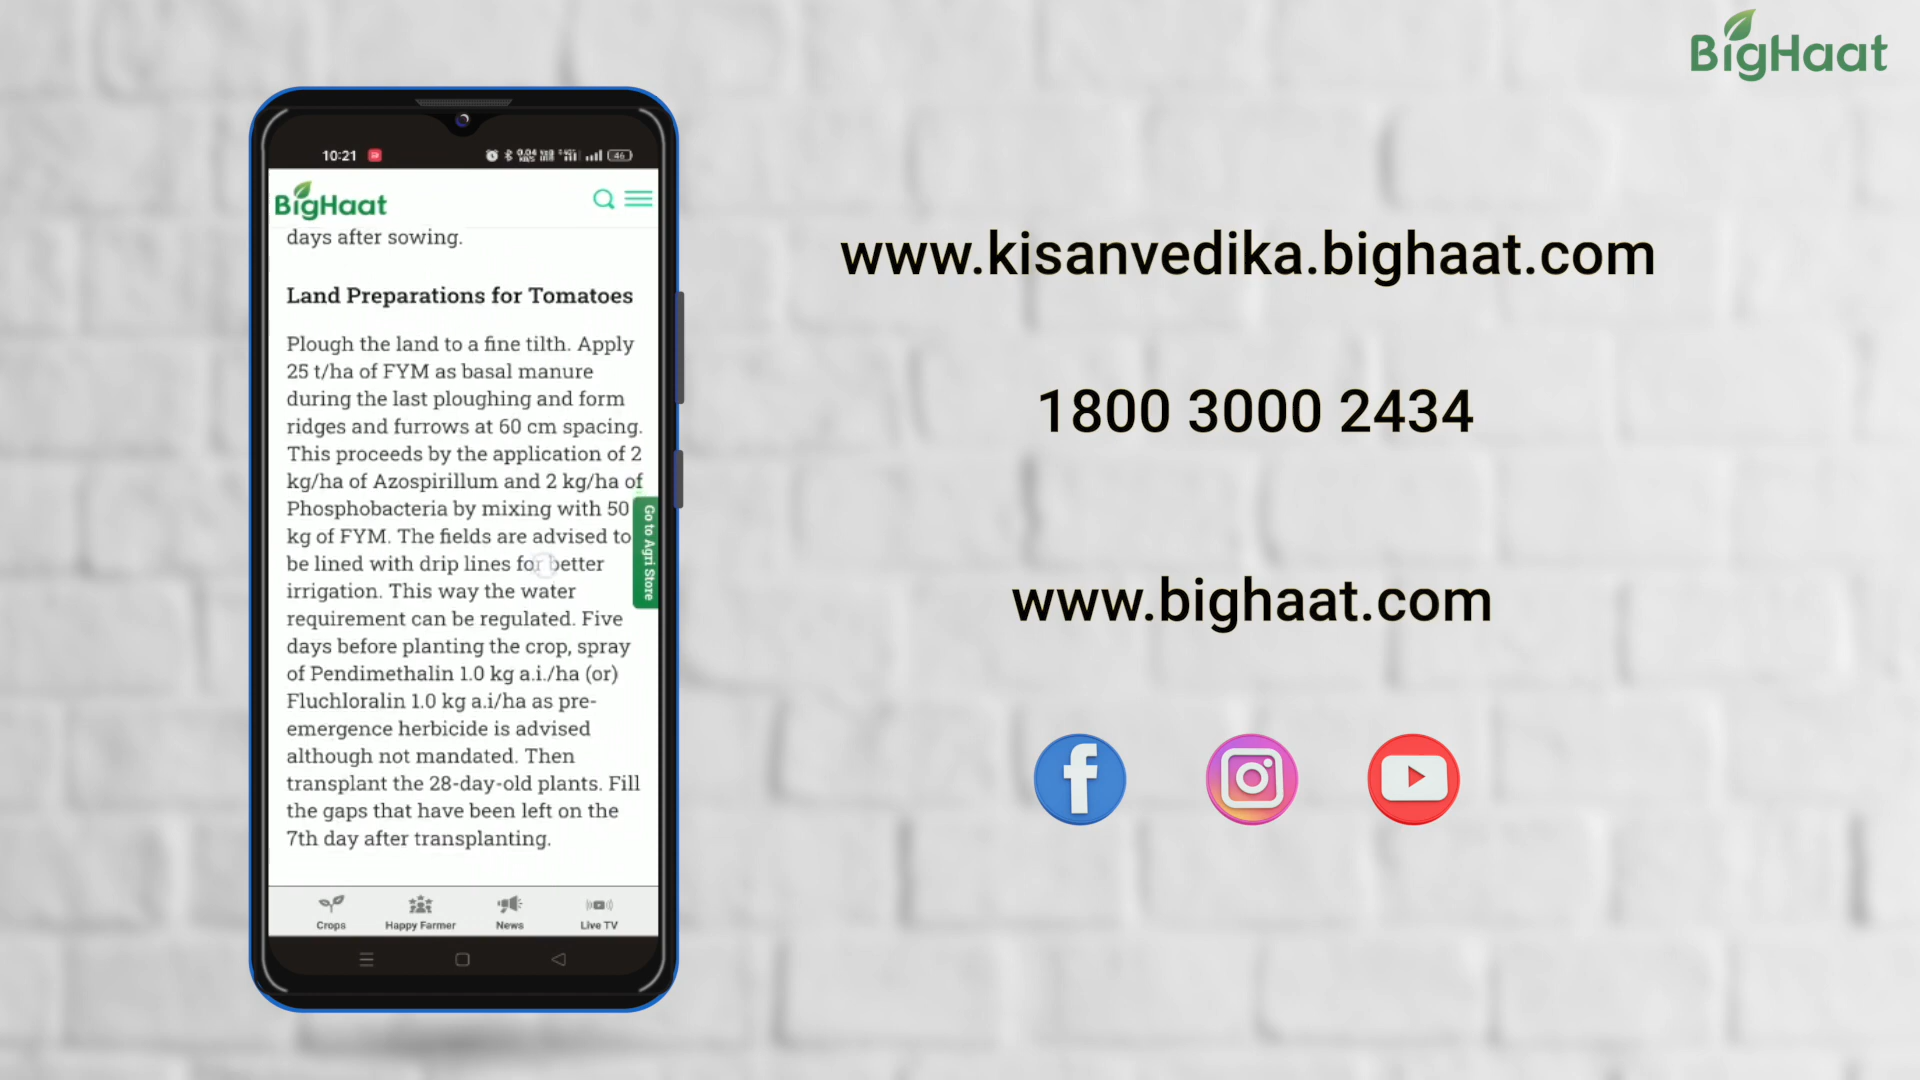 BigHaat
10:21
46
BigHaat
days after sowing.
Land Preparations for Tomatoes
Plough the land to a fine tilth. Apply
25 t/ha of FYM as basal manure
during the last ploughing and form
ridges and furrows at 60 cm spacing.
This proceeds by the application of 2
kg/ha of Azospirillum and 2 kg/ha of
Phosphobacteria by mixing with 50
kg of FYM. The fields are advised to
be lined with drip lines for better
irrigation. This way the water
requirement can be regulated. Five
days before planting the crop, spray
of Pendimethalin 1.0 kg a.i./ha (or)
Fluchloralin 1.0 kg a.i/ha as pre-
emergence herbicide is advised
although not mandated. Then
transplant the 28-day-old plants. Fill
the gaps that have been left on the
7th day after transplanting.
Go to Agri Store
Crops
Happy Farmer
News
Live TV
www.kisanvedika.bighaat.com
1800 3000 2434
www.bighaat.com